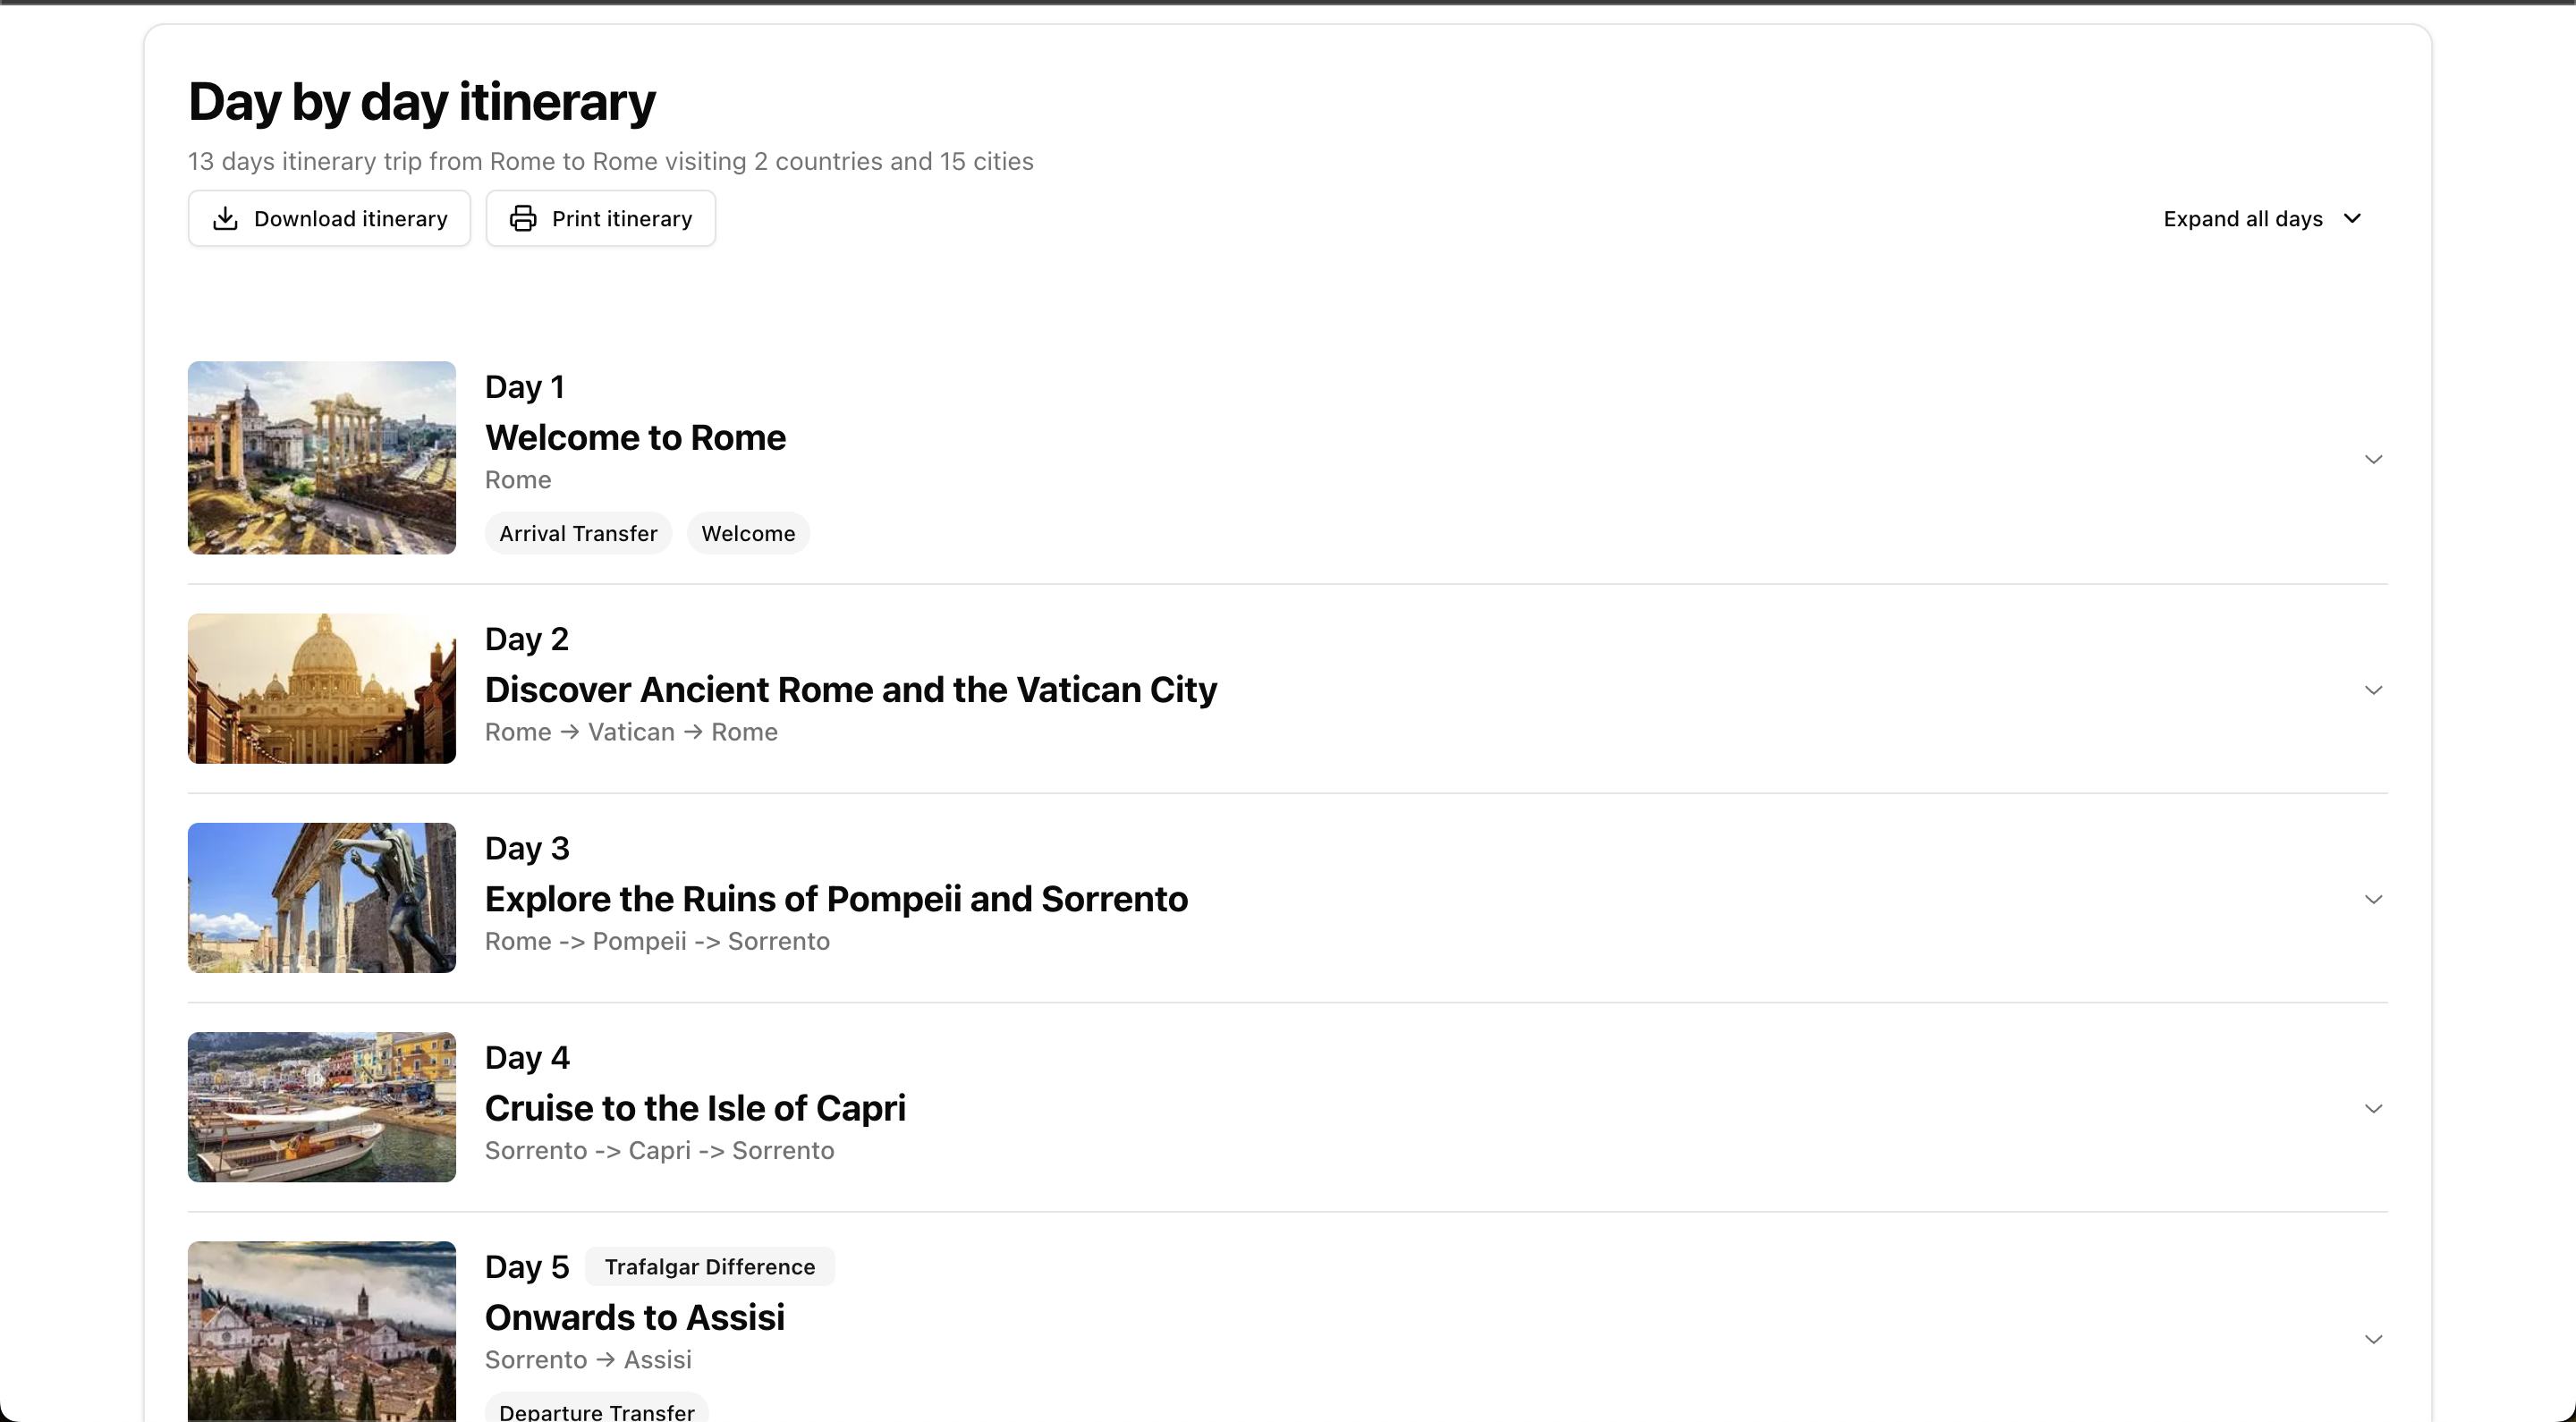 Day by day itinerary
13 days itinerary trip from Rome to Rome visiting 2 countries and 15 cities
Download itinerary
Print itinerary
Expand all days
Day 1
Welcome to Rome
Rome
Arrival Transfer
Welcome
Day 2
Discover Ancient Rome and the Vatican City
Rome → Vatican → Rome
Day 3
Explore the Ruins of Pompeii and Sorrento
Rome -> Pompeii -> Sorrento
Day 4
Cruise to the Isle of Capri
Sorrento -> Capri -> Sorrento
Day 5
Trafalgar Difference
Onwards to Assisi
Sorrento → Assisi
Departure Transfer